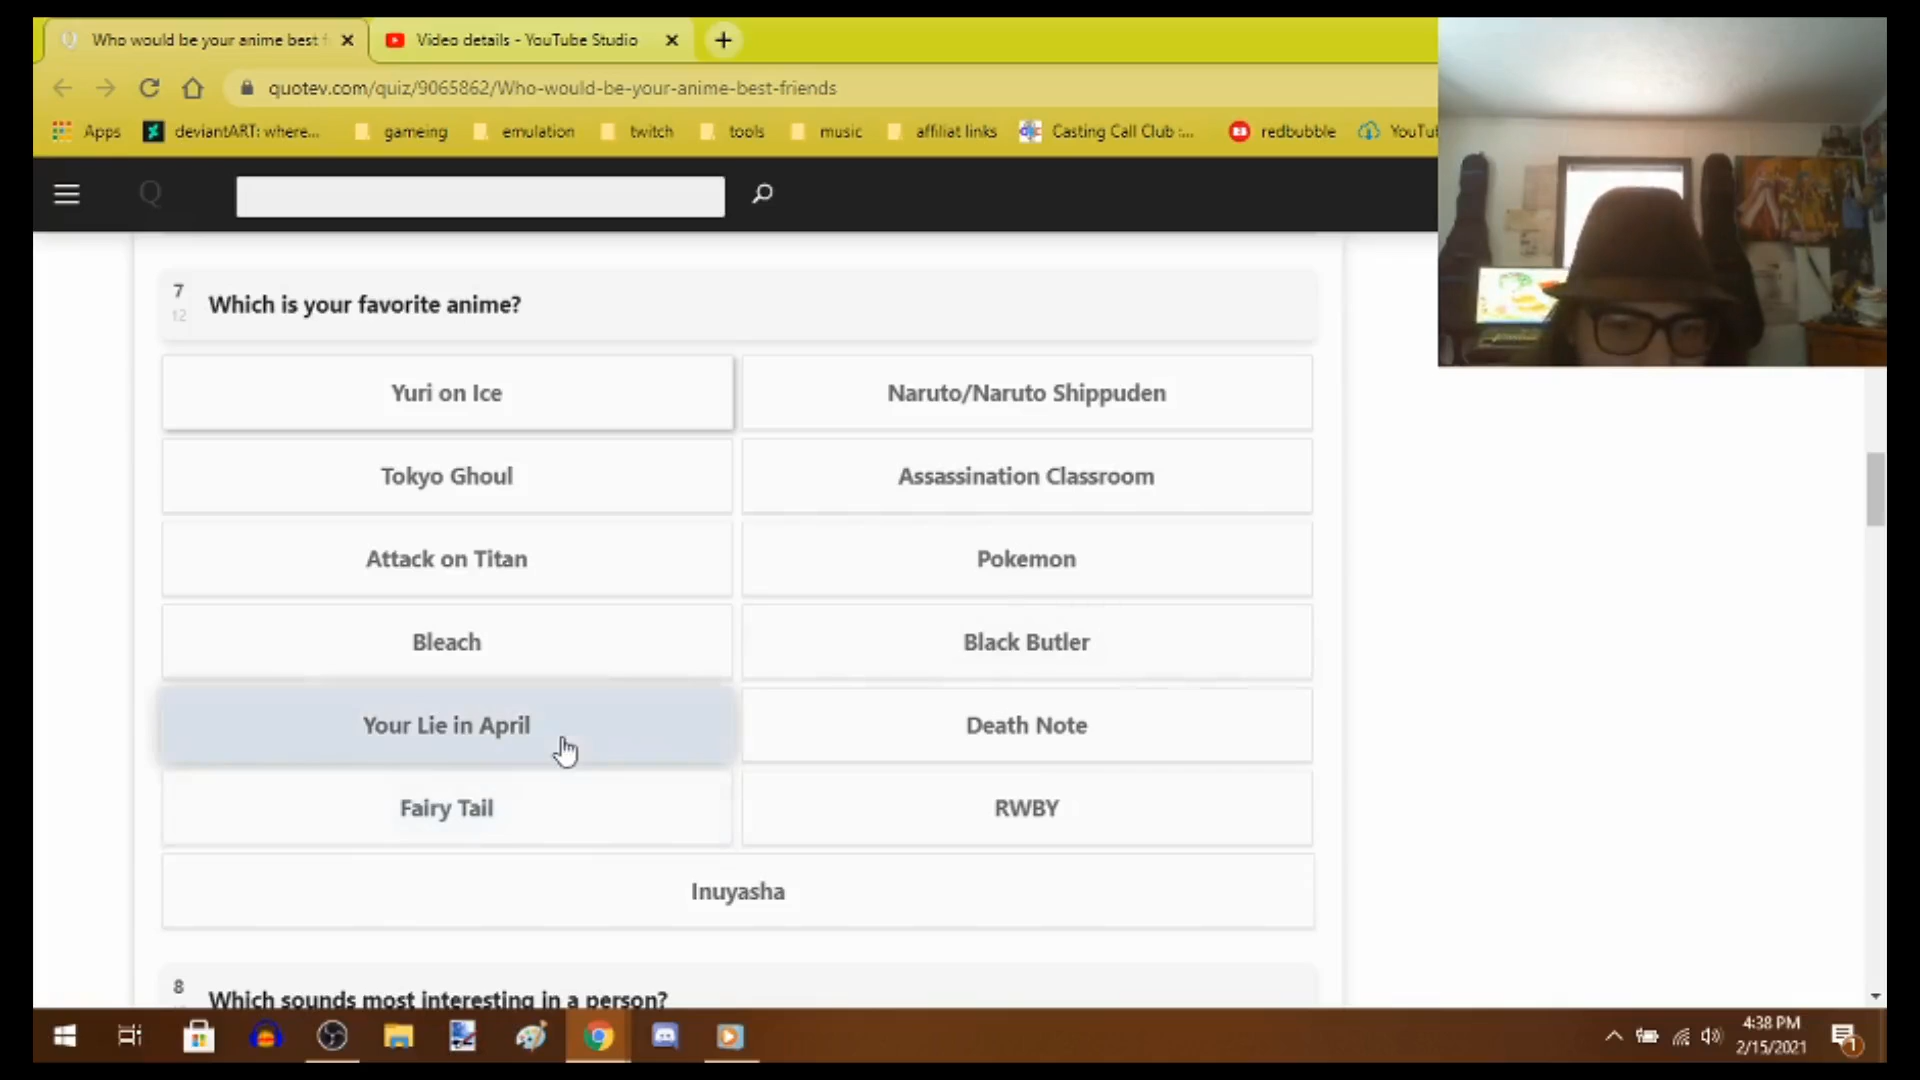 Who would be your anime best f
Video details - YouTube Studio
quotev.com/quiz/9065862/Who-would-be-your-anime-best-friends
Apps
deviantART: where...
gameing
emulation
twitch
tools
music
affiliat links
Casting Call Club :...
redbubble
YouTu
Q
7
12
Which is your favorite anime?
Yuri on Ice
Naruto/Naruto Shippuden
Tokyo Ghoul
Assassination Classroom
Attack on Titan
Pokemon
Bleach
Black Butler
Your Lie in April
Death Note
Fairy Tail
RWBY
Inuyasha
8
Which sounds most interesting in a person?
4:38 PM
2/15/2021
1